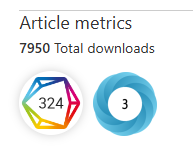 Article metrics
7950 Total downloads
324
3